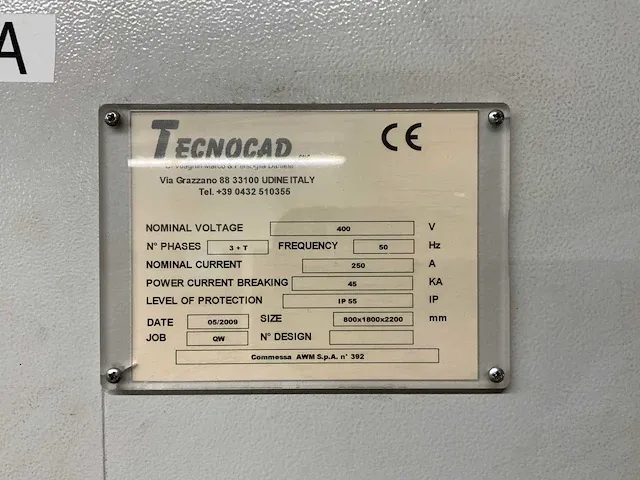 A
TECNOCAD snc
Via Grazzano 88 33100 UDINE ITALY
Tel. +39 0432 510355
CE
NOMINAL VOLTAGE 400 V
N° PHASES 3 + T FREQUENCY 50 Hz
NOMINAL CURRENT 250 A
POWER CURRENT BREAKING 45 KA
LEVEL OF PROTECTION IP 55 IP
DATE 05/2009 SIZE 800x1800x2200 mm
JOB QW N° DESIGN
Commessa AWM S.p.A. n° 392